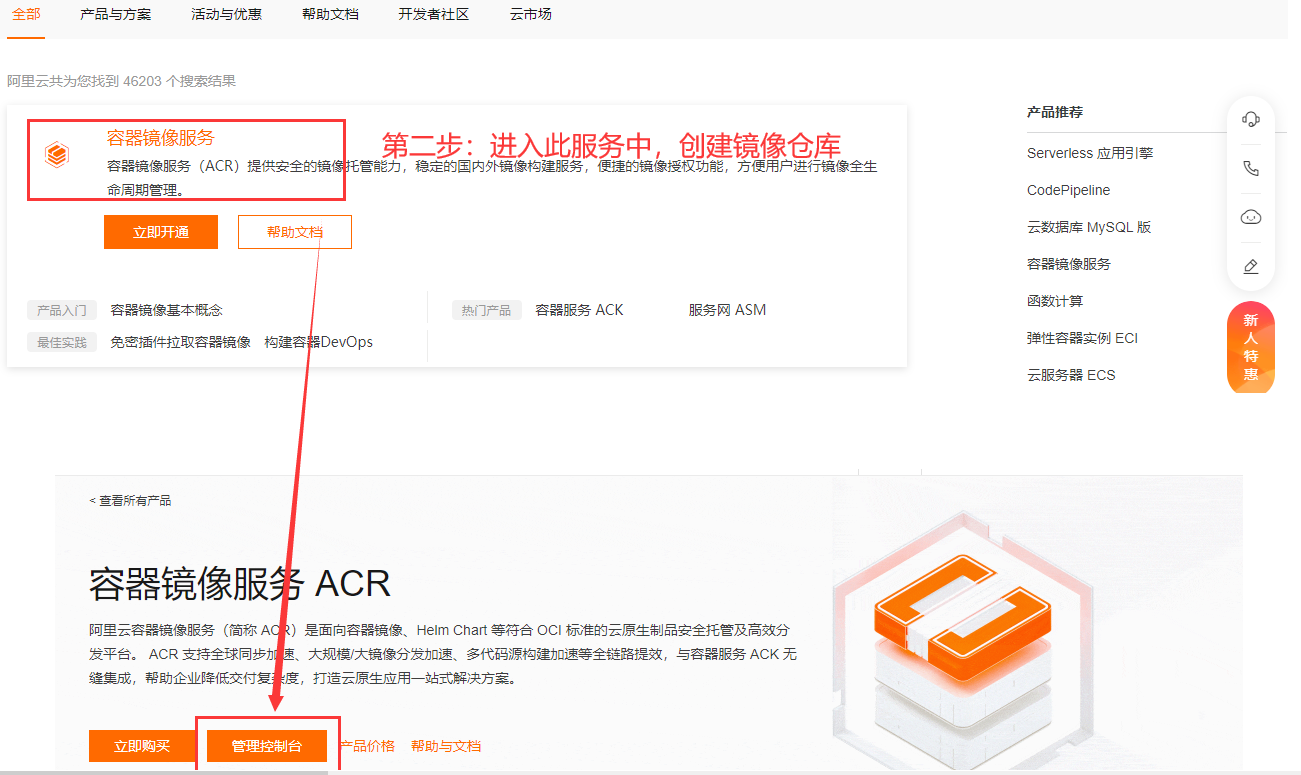 全部 产品与方案 活动与优惠 帮助文档 开发者社区 云市场
阿里云共为您找到 46203 个搜索结果
容器镜像服务
第二步：进入此服务中，创建镜像仓库
容器镜像服务（ACR）提供安全的镜像托管能力，稳定的国内外镜像构建服务，便捷的镜像授权功能，方便用户进行镜像全生
命周期管理。
立即开通 帮助文档
产品入门 容器镜像基本概念 热门产品 容器服务 ACK 服务网 ASM
最佳实践 免密插件拉取容器镜像 构建容器DevOps
产品推荐
Serverless 应用引擎
CodePipeline
云数据库 MySQL 版
容器镜像服务
函数计算
弹性容器实例 ECI
云服务器 ECS
新
人
特
惠
< 查看所有产品
容器镜像服务 ACR
阿里云容器镜像服务（简称 ACR）是面向容器镜像、Helm Chart 等符合 OCI 标准的云原生制品安全托管及高效分
发平台。 ACR 支持全球同步加速、大规模/大镜像分发加速、多代码源构建加速等全链路提效，与容器服务 ACK 无
缝集成，帮助企业降低交付复杂度，打造云原生应用一站式解决方案。
立即购买 管理控制台 产品价格 帮助与文档